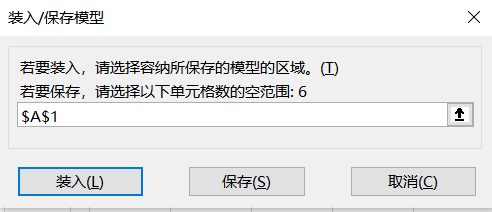 装入/保存模型
若要装入，请选择容纳所保存的模型的区域。(T)
若要保存，请选择以下单元格数的空范围: 6
$A$1
装入(L)
保存(S)
取消(C)